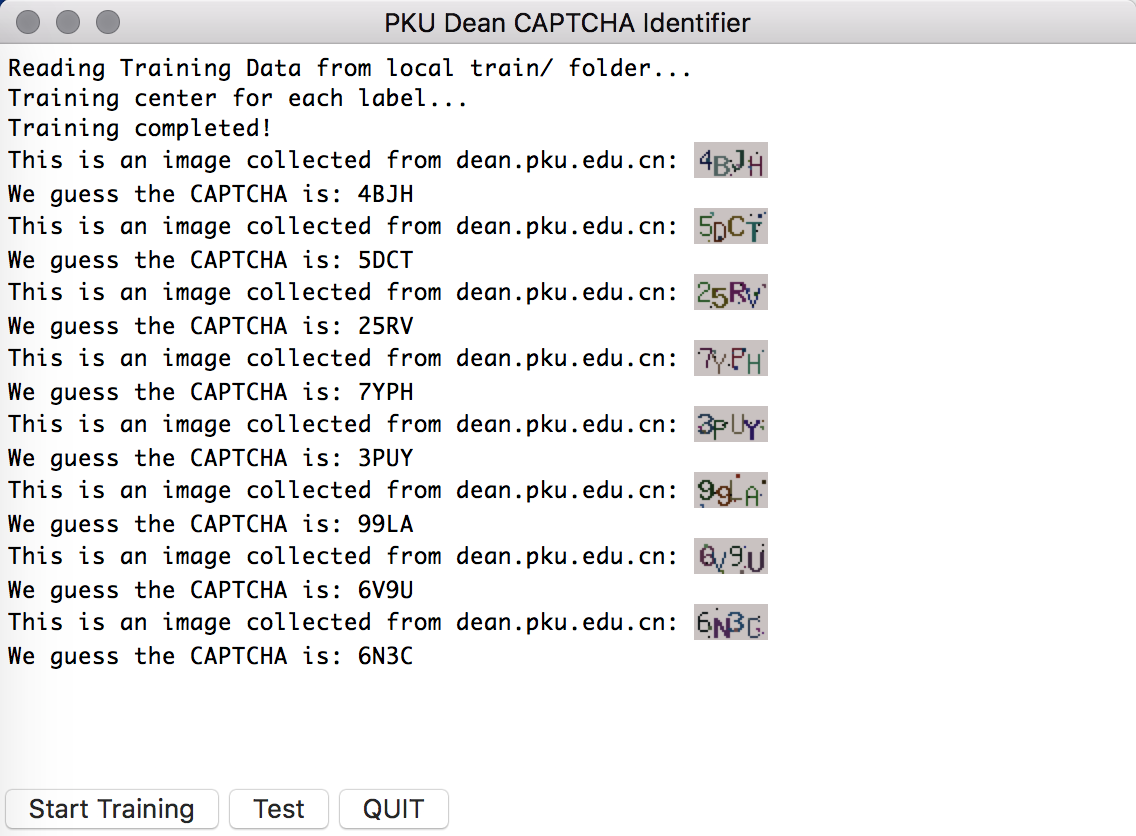 PKU Dean CAPTCHA Identifier
Reading Training Data from local train/ folder...
Training center for each label...
Training completed!
This is an image collected from dean.pku.edu.cn: 4BJH
We guess the CAPTCHA is: 4BJH
This is an image collected from dean.pku.edu.cn: 5DCT
We guess the CAPTCHA is: 5DCT
This is an image collected from dean.pku.edu.cn: 25RV
We guess the CAPTCHA is: 25RV
This is an image collected from dean.pku.edu.cn: 7YPH
We guess the CAPTCHA is: 7YPH
This is an image collected from dean.pku.edu.cn: 3PUY
We guess the CAPTCHA is: 3PUY
This is an image collected from dean.pku.edu.cn: 99LA
We guess the CAPTCHA is: 99LA
This is an image collected from dean.pku.edu.cn: 6V9U
We guess the CAPTCHA is: 6V9U
This is an image collected from dean.pku.edu.cn: 6N3C
We guess the CAPTCHA is: 6N3C
Start Training Test QUIT